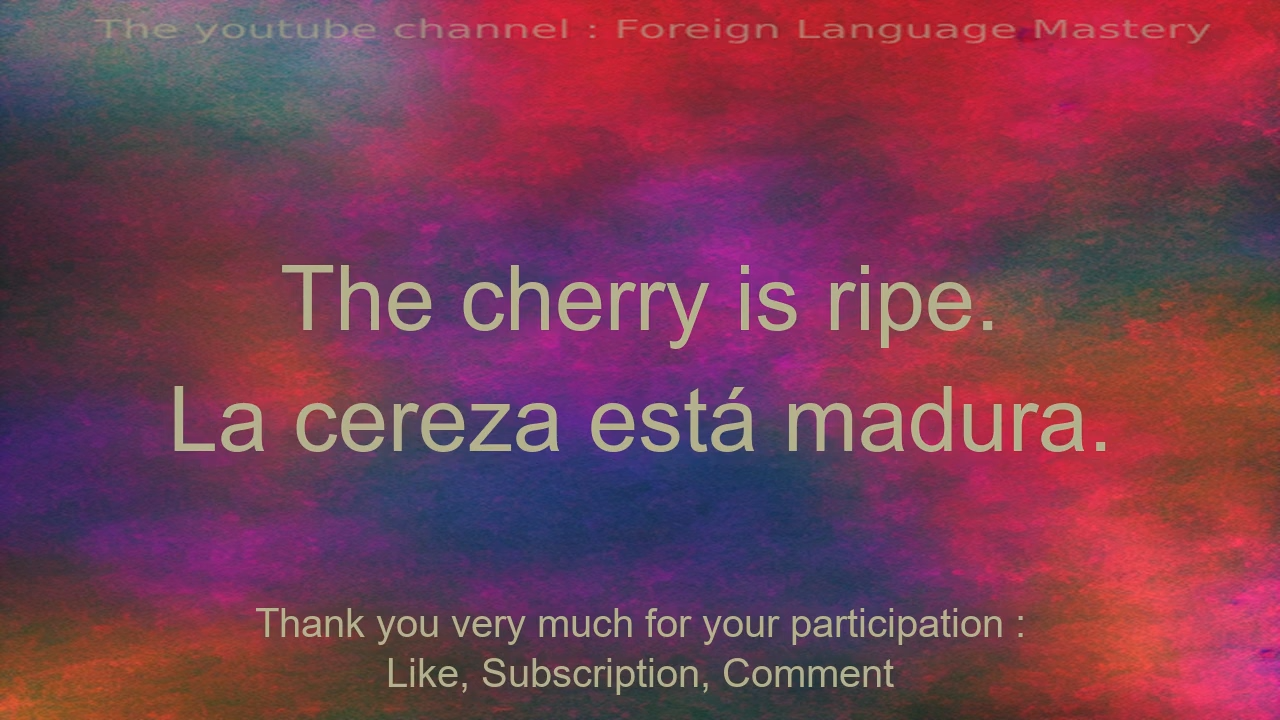 The youtube channel : Foreign Language Mastery
The cherry is ripe.
La cereza está madura.
Thank you very much for your participation :
Like, Subscription, Comment